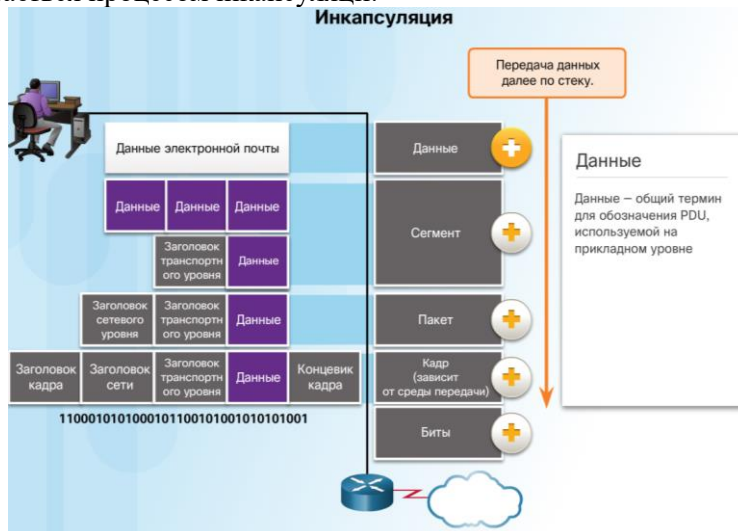 Инкапсуляция
Передача данных
далее по стеку.
Данные электронной почты
Данные
Данные
Данные Данные Данные
Сегмент
Заголовок
транспортн
ого уровня
Данные
Заголовок
сетевого
уровня
Заголовок
транспортн
ого уровня
Данные
Пакет
Заголовок
кадра
Заголовок
сети
Заголовок
транспортн
ого уровня
Данные
Концевик
кадра
Кадр
(зависит
от среды передачи)
1100010101000101100101001010101001
Биты
Данные – общий термин
для обозначения PDU,
используемой на
прикладном уровне